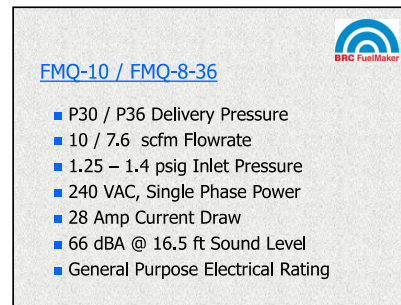 BRC FuelMaker
FMQ-10 / FMQ-8-36
P30 / P36 Delivery Pressure
10 / 7.6 scfm Flowrate
1.25 – 1.4 psig Inlet Pressure
240 VAC, Single Phase Power
28 Amp Current Draw
66 dBA @ 16.5 ft Sound Level
General Purpose Electrical Rating